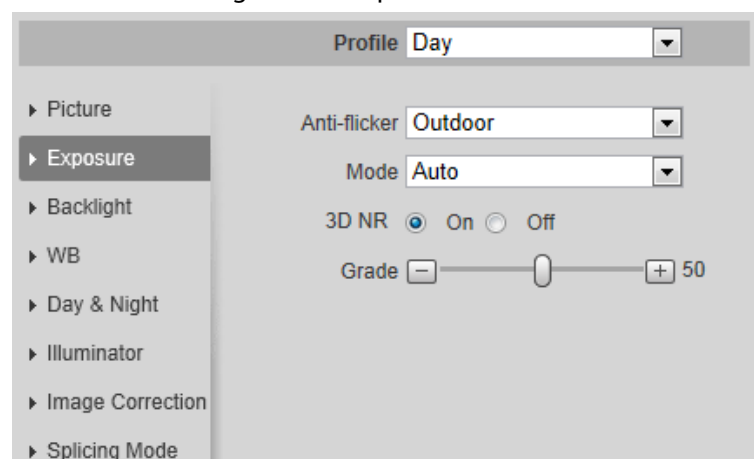 Profile Day
Picture
Exposure
Backlight
WB
Day & Night
Illuminator
Image Correction
Splicing Mode
Anti-flicker Outdoor
Mode Auto
3D NR On Off
Grade 50